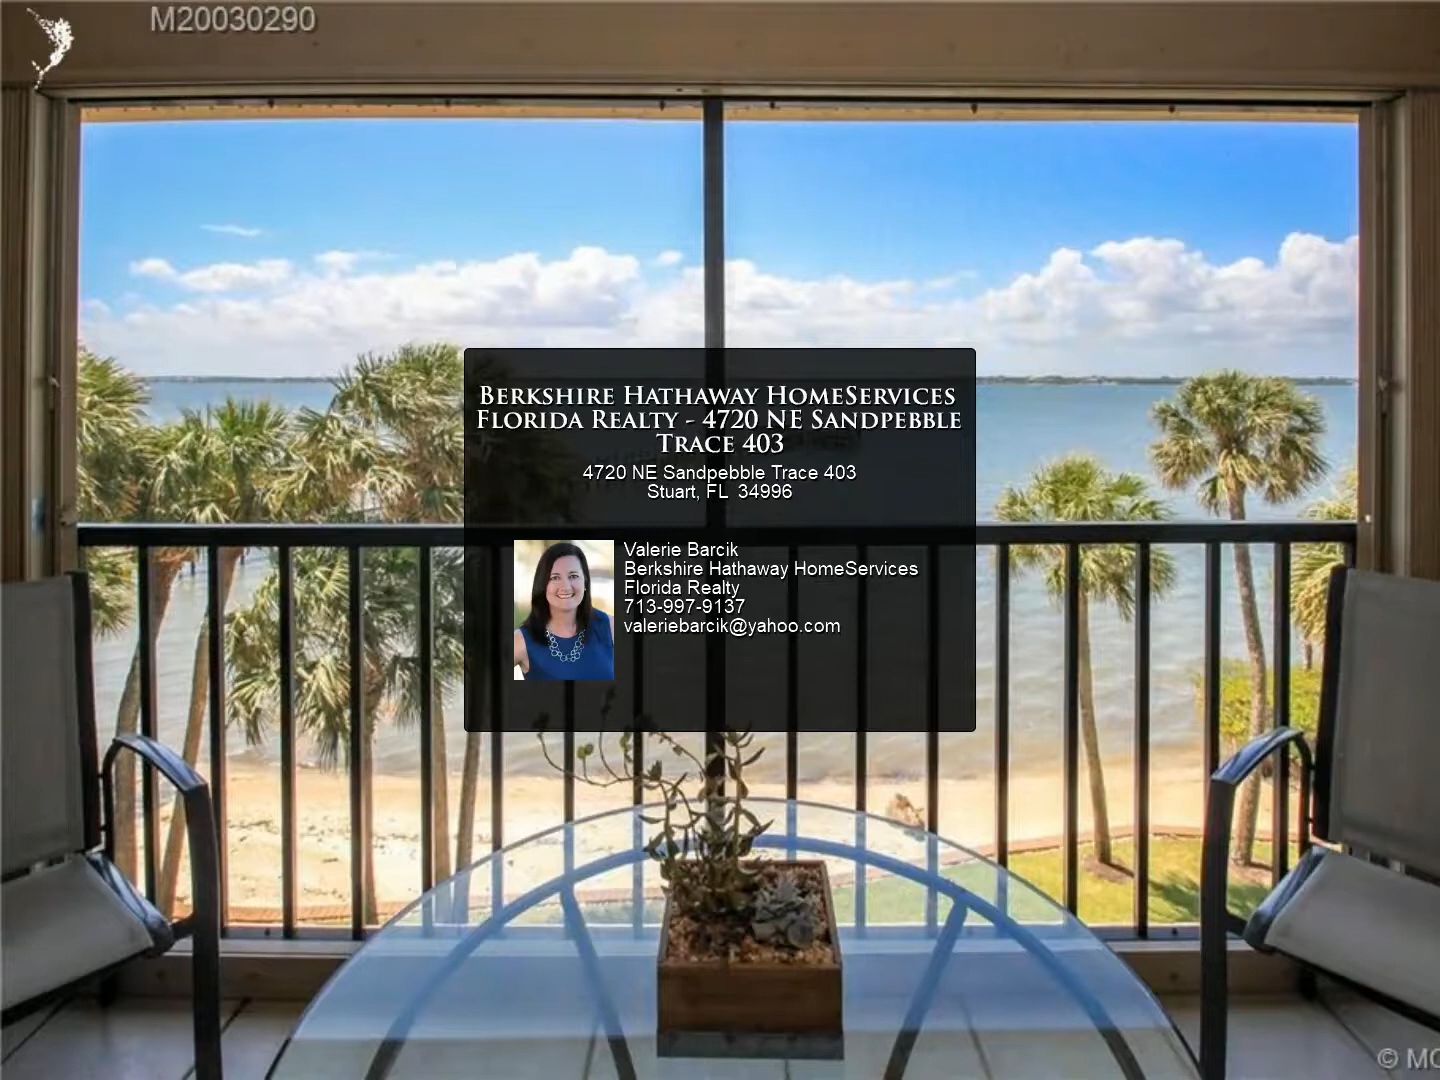 M20030290
Berkshire Hathaway HomeServices
Florida Realty - 4720 NE Sandpebble
Trace 403
4720 NE Sandpebble Trace 403
Stuart, FL  34996
Valerie Barcik
Berkshire Hathaway HomeServices
Florida Realty
713-997-9137
valeriebarcik@yahoo.com
©